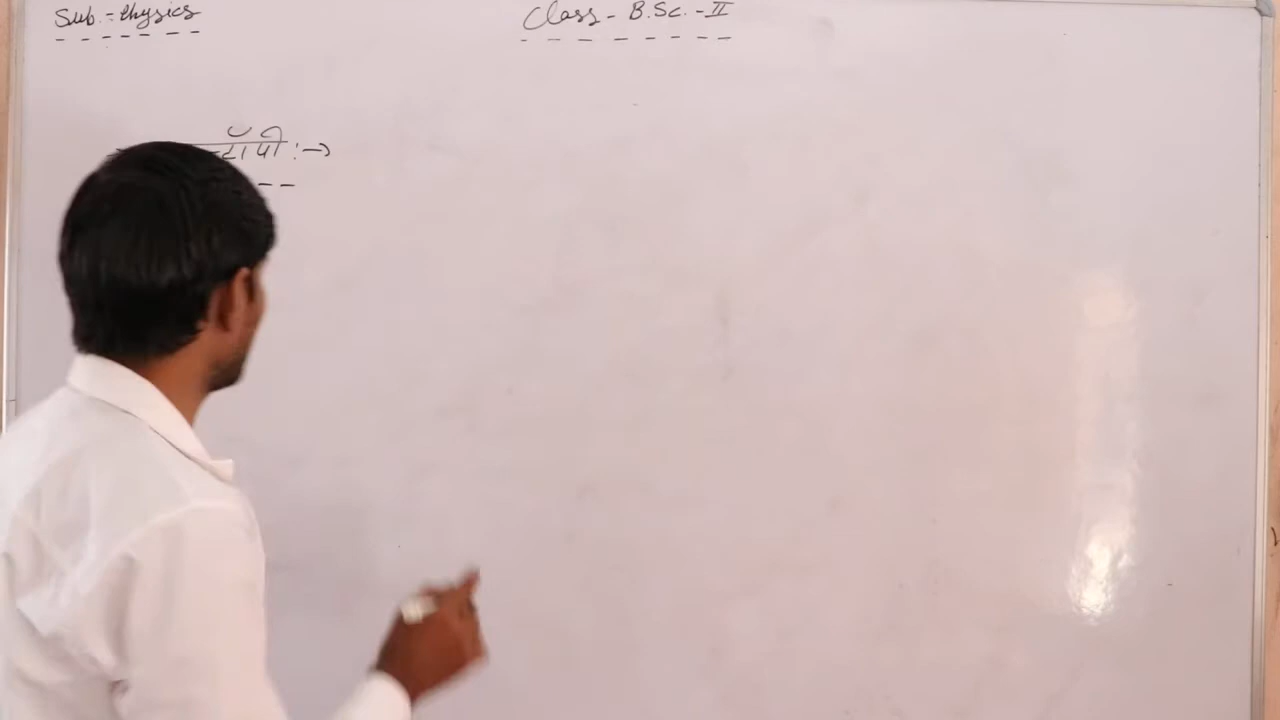 Sub. - Physics
Class - B.Sc. - II